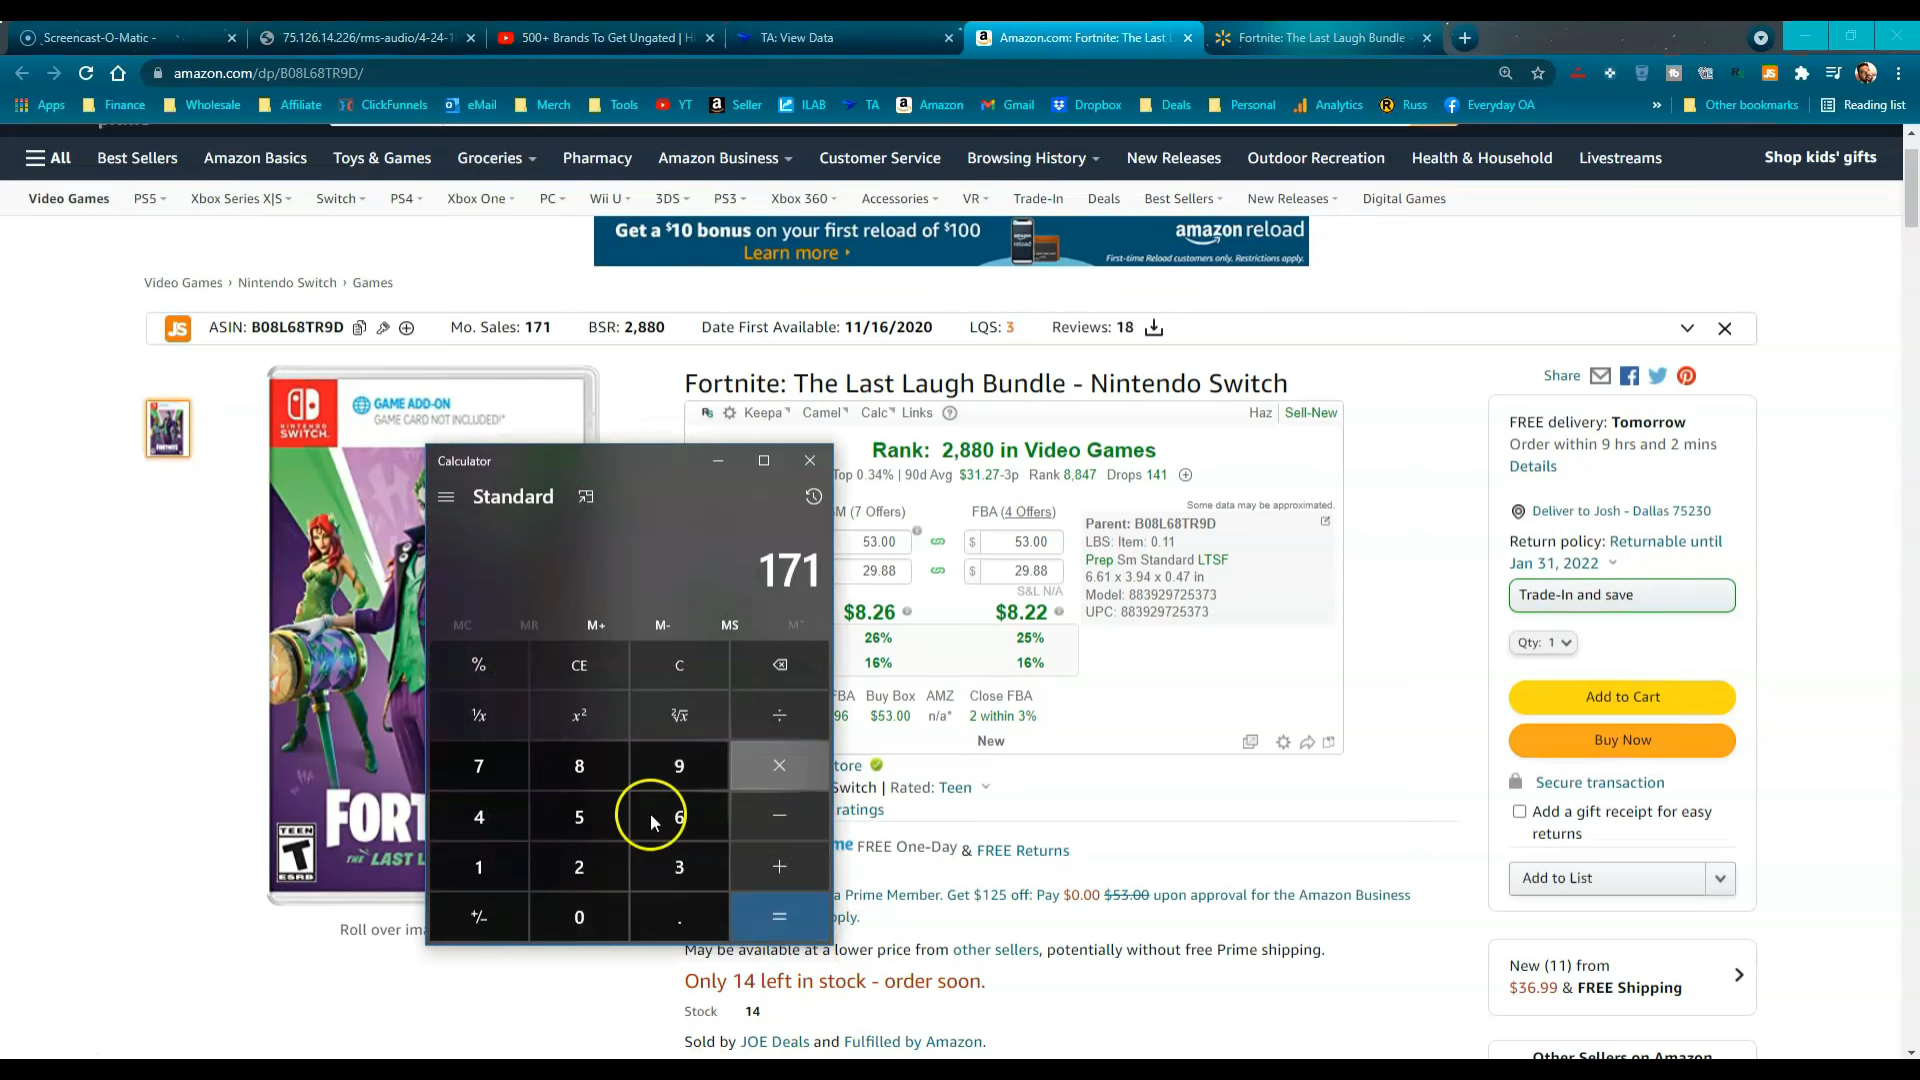 Screencast-O-Matic -
75.126.14.226/rms-audio/4-24-1
500+ Brands To Get Ungated | H
TA: View Data
Amazon.com: Fortnite: The Last L
Fortnite: The Last Laugh Bundle -
amazon.com/dp/B08L68TR9D/
Apps
Finance
Wholesale
Affiliate
ClickFunnels
eMail
Merch
Tools
YT
Seller
ILAB
TA
Amazon
Gmail
Dropbox
Deals
Personal
Analytics
Russ
Everyday OA
»
Other bookmarks
Reading list
All
Best Sellers
Amazon Basics
Toys & Games
Groceries
Pharmacy
Amazon Business
Customer Service
Browsing History
New Releases
Outdoor Recreation
Health & Household
Livestreams
Shop kids' gifts
Video Games
PS5
Xbox Series X|S
Switch
PS4
Xbox One
PC
Wii U
3DS
PS3
Xbox 360
Accessories
VR
Trade-In
Deals
Best Sellers
New Releases
Digital Games
Get a $10 bonus on your first reload of $100
Learn more
amazon reload
First-time Reload customers only. Restrictions apply.
Video Games › Nintendo Switch › Games
JS ASIN: B08L68TR9D
Mo. Sales: 171
BSR: 2,880
Date First Available: 11/16/2020
LQS: 3
Reviews: 18
NINTENDO SWITCH
GAME ADD-ON
GAME CARD NOT INCLUDED!*
FOR
THE LAST L
TEEN
T
ESRB
Roll over ima
Fortnite: The Last Laugh Bundle - Nintendo Switch
Keepa
Camel
Calc
Links
Haz
Sell-New
Rank: 2,880 in Video Games
Top 0.34% | 90d Avg $31.27-3p Rank 8,847 Drops 141
Some data may be approximated.
M (7 Offers)
FBA (4 Offers)
53.00
$ 53.00
29.88
$ 29.88
S&L N/A
$8.26
$8.22
26%
25%
16%
16%
Parent: B08L68TR9D
LBS: Item: 0.11
Prep Sm Standard LTSF
6.61 x 3.94 x 0.47 in
Model: 883929725373
UPC: 883929725373
FBA
Buy Box
AMZ
Close FBA
96
$53.00
n/a*
2 within 3%
New
Calculator
Standard
171
MC
MR
M+
M-
MS
%
CE
C
÷
7
8
9
×
4
5
6
−
1
2
3
+
+/−
0
.
=
tore
Switch | Rated: Teen
ratings
me FREE One-Day & FREE Returns
a Prime Member. Get $125 off: Pay $0.00 $53.00 upon approval for the Amazon Business
pply.
May be available at a lower price from other sellers, potentially without free Prime shipping.
Only 14 left in stock - order soon.
Stock 14
Sold by JOE Deals and Fulfilled by Amazon.
Share
FREE delivery: Tomorrow
Order within 9 hrs and 2 mins
Details
Deliver to Josh - Dallas 75230
Return policy: Returnable until
Jan 31, 2022
Trade-In and save
Qty: 1
Add to Cart
Buy Now
Secure transaction
Add a gift receipt for easy
returns
Add to List
New (11) from
$36.99 & FREE Shipping
Other Sellers on Amazon